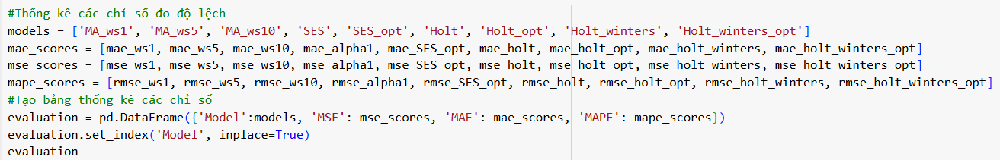 #Thống kê các chỉ số đo độ lệch
models = ['MA_ws1', 'MA_ws5', 'MA_ws10', 'SES', 'SES_opt', 'Holt', 'Holt_opt', 'Holt_winters', 'Holt_winters_opt']
mae_scores = [mae_ws1, mae_ws5, mae_ws10, mae_alpha1, mae_SES_opt, mae_holt, mae_holt_opt, mae_holt_winters, mae_holt_winters_opt]
mse_scores = [mse_ws1, mse_ws5, mse_ws10, mse_alpha1, mse_SES_opt, mse_holt, mse_holt_opt, mse_holt_winters, mse_holt_winters_opt]
mape_scores = [rmse_ws1, rmse_ws5, rmse_ws10, rmse_alpha1, rmse_SES_opt, rmse_holt, rmse_holt_opt, rmse_holt_winters, rmse_holt_winters_opt]
#Tạo bảng thống kê các chỉ số
evaluation = pd.DataFrame({'Model':models, 'MSE': mse_scores, 'MAE': mae_scores, 'MAPE': mape_scores})
evaluation.set_index('Model', inplace=True)
evaluation